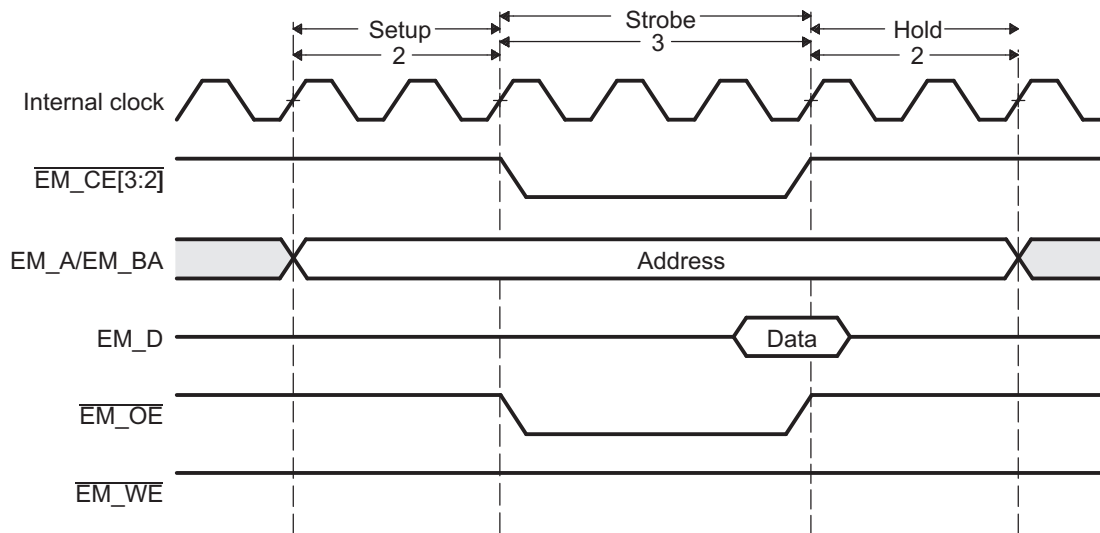 Setup
Strobe
Hold
2
3
2
Internal clock
EM_CE[3:2]
EM_A/EM_BA
Address
EM_D
Data
EM_OE
EM_WE